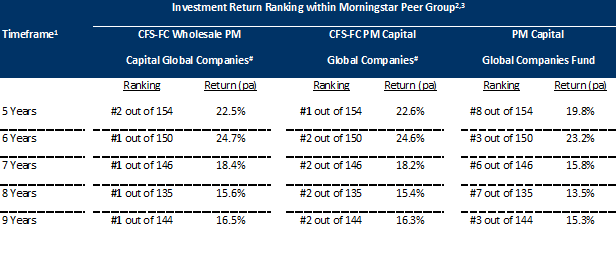 Investment Return Ranking within Morningstar Peer Group2,3
Timeframe1 CFS-FC Wholesale PM CFS-FC PM Capital PM Capital
Capital Global Companies# Global Companies# Global Companies Fund
Ranking Return (pa) Ranking Return (pa) Ranking Return (pa)
5 Years #2 out of 154 22.5% #1 out of 154 22.6% #8 out of 154 19.8%
6 Years #1 out of 150 24.7% #2 out of 150 24.6% #3 out of 150 23.2%
7 Years #1 out of 146 18.4% #2 out of 146 18.2% #6 out of 146 15.8%
8 Years #1 out of 135 15.6% #2 out of 135 15.4% #7 out of 135 13.5%
9 Years #1 out of 144 16.5% #2 out of 144 16.3% #3 out of 144 15.3%